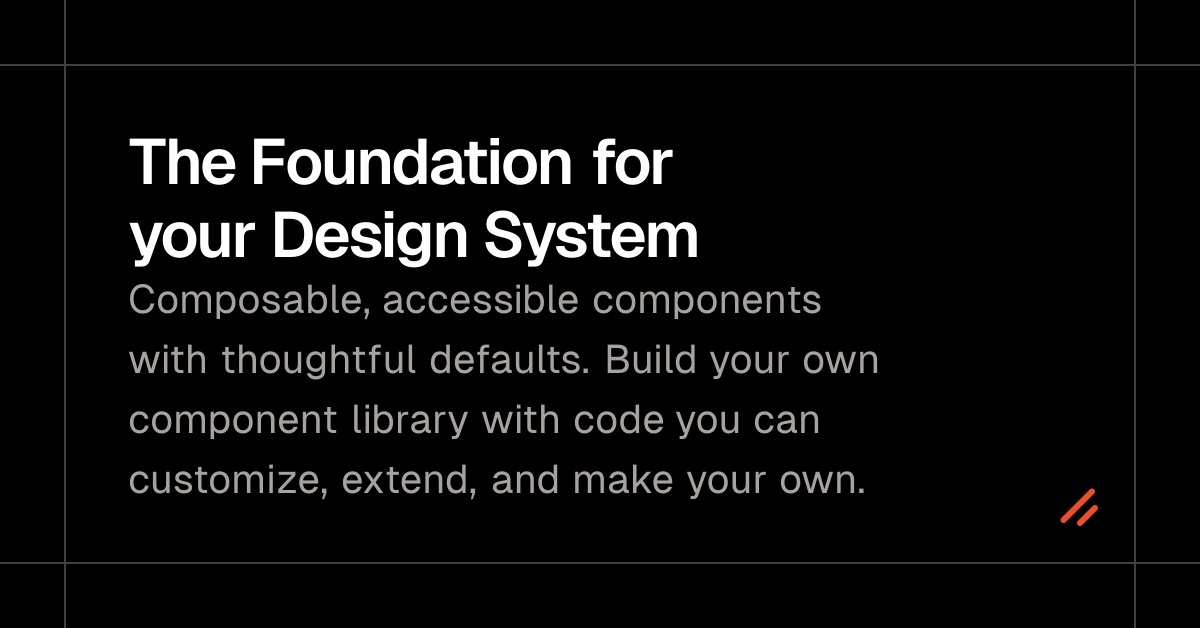 The Foundation for
your Design System
Composable, accessible components
with thoughtful defaults. Build your own
component library with code you can
customize, extend, and make your own.